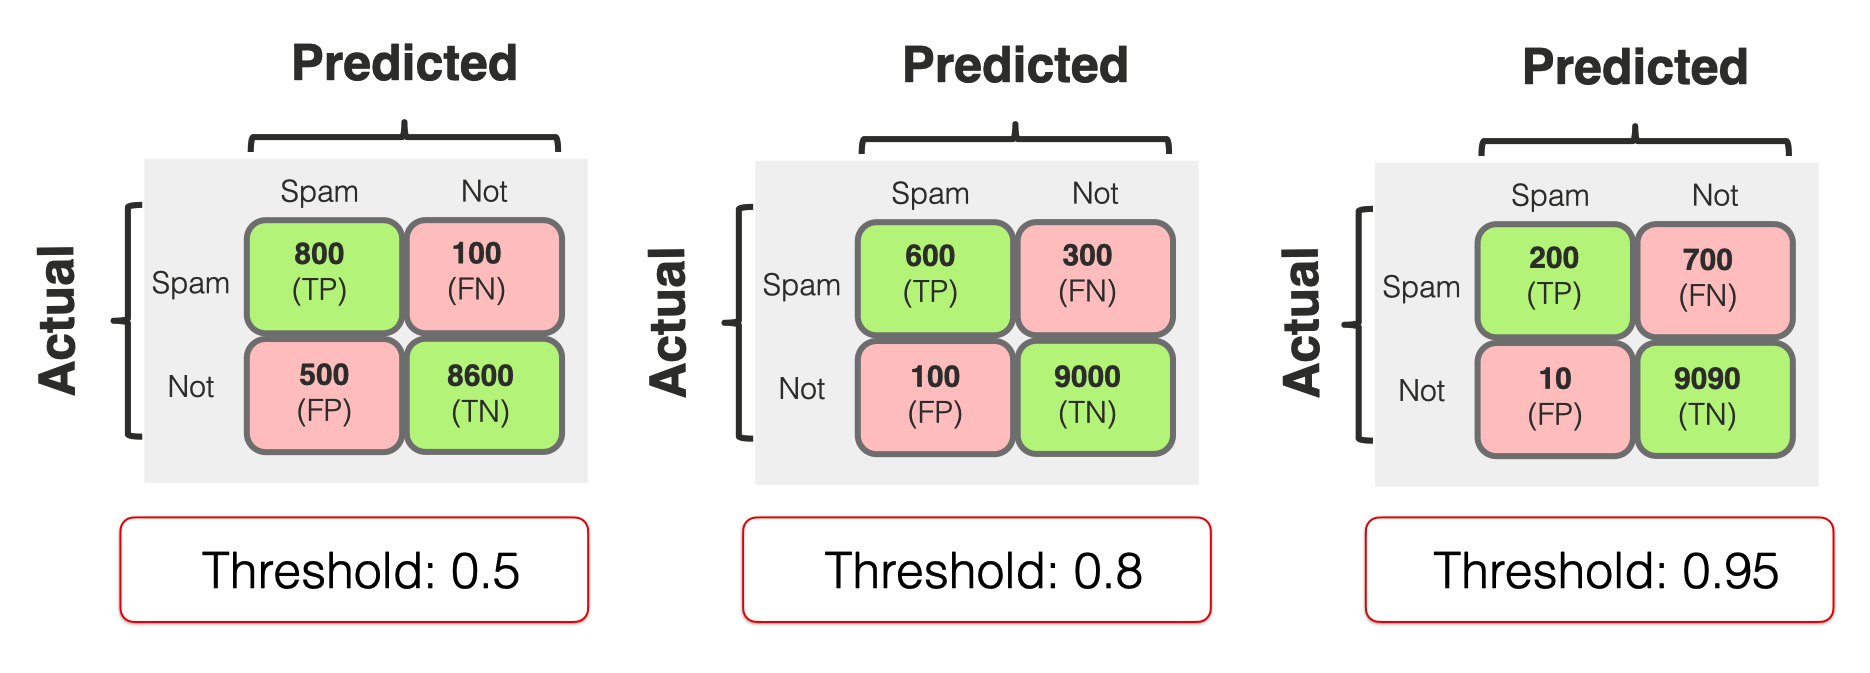 Predicted
Spam Not
Actual
Spam
800 100
(TP) (FN)
Not
500 8600
(FP) (TN)
Threshold: 0.5
Predicted
Spam Not
Actual
Spam
600 300
(TP) (FN)
Not
100 9000
(FP) (TN)
Threshold: 0.8
Predicted
Spam Not
Actual
Spam
200 700
(TP) (FN)
Not
10 9090
(FP) (TN)
Threshold: 0.95